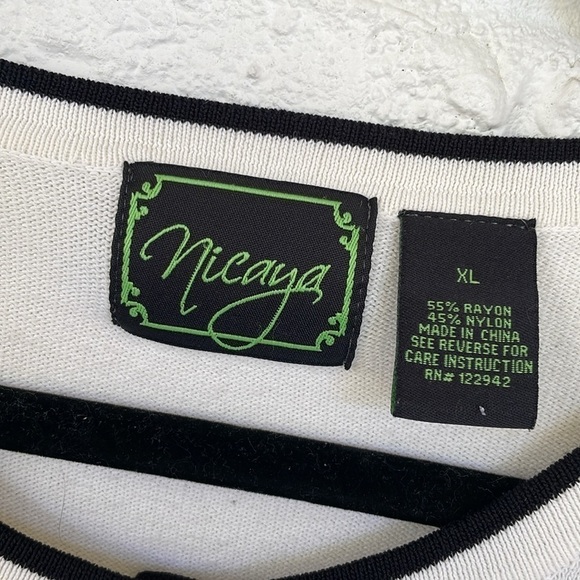 Nicaya
XL
55% RAYON
45% NYLON
MADE IN CHINA
SEE REVERSE FOR
CARE INSTRUCTION
RN# 122942